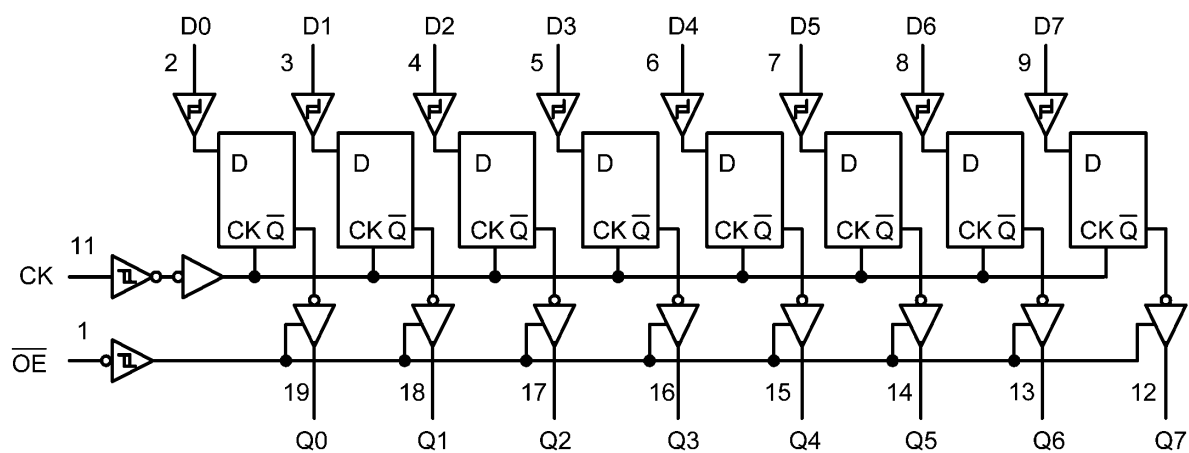 D0 D1 D2 D3 D4 D5 D6 D7
2 3 4 5 6 7 8 9
D D D D D D D D
CK Q̅ CK Q̅ CK Q̅ CK Q̅ CK Q̅ CK Q̅ CK Q̅ CK Q̅
11
CK
1
O̅E̅
19 18 17 16 15 14 13 12
Q0 Q1 Q2 Q3 Q4 Q5 Q6 Q7